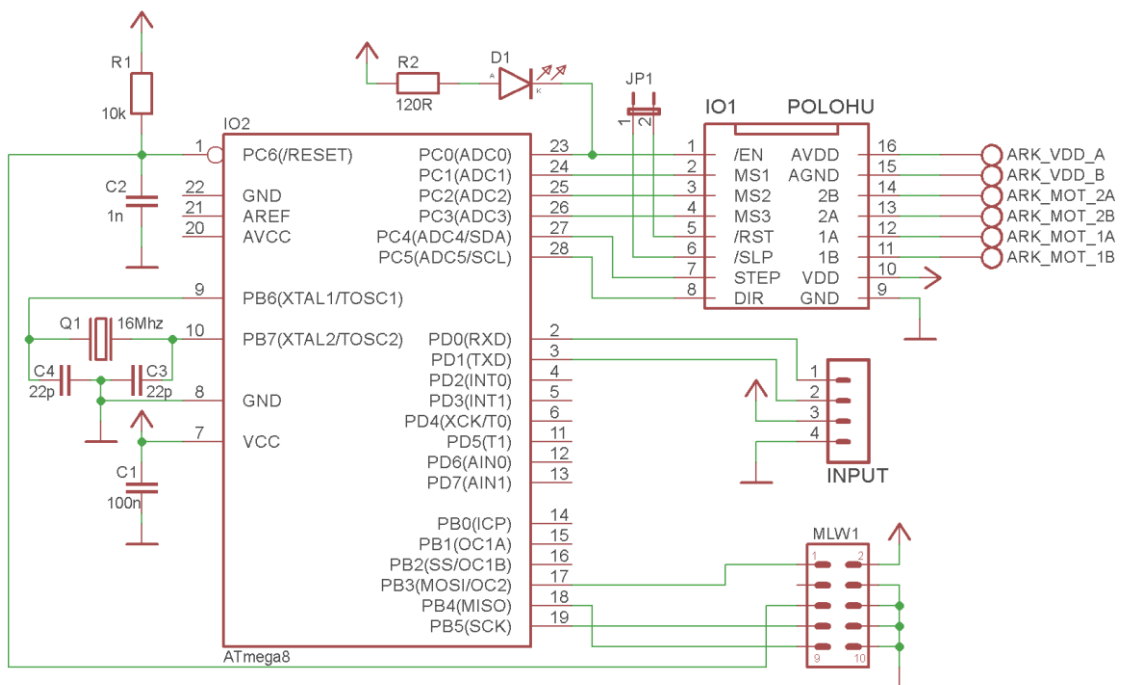 R1
10k
C2
1n
R2
120R
D1
A
K
JP1
1
2
IO1 POLOHU
1 /EN AVDD 16 ARK_VDD_A
2 MS1 AGND 15 ARK_VDD_B
3 MS2 2B 14 ARK_MOT_2A
4 MS3 2A 13 ARK_MOT_2B
5 /RST 1A 12 ARK_MOT_1A
6 /SLP 1B 11 ARK_MOT_1B
7 STEP VDD 10
8 DIR GND 9
IO2
1 PC6(/RESET) PC0(ADC0) 23
PC1(ADC1) 24
22 GND PC2(ADC2) 25
21 AREF PC3(ADC3) 26
20 AVCC PC4(ADC4/SDA) 27
PC5(ADC5/SCL) 28
9 PB6(XTAL1/TOSC1)
10 PB7(XTAL2/TOSC2) PD0(RXD) 2
PD1(TXD) 3
PD2(INT0) 4
8 GND PD3(INT1) 5
PD4(XCK/T0) 6
7 VCC PD5(T1) 11
PD6(AIN0) 12
PD7(AIN1) 13
PB0(ICP) 14
PB1(OC1A) 15
PB2(SS/OC1B) 16
PB3(MOSI/OC2) 17
PB4(MISO) 18
PB5(SCK) 19
ATmega8
Q1 16Mhz
C4 C3
22p 22p
C1
100n
1
2
3
4
INPUT
MLW1
1 2
9 10